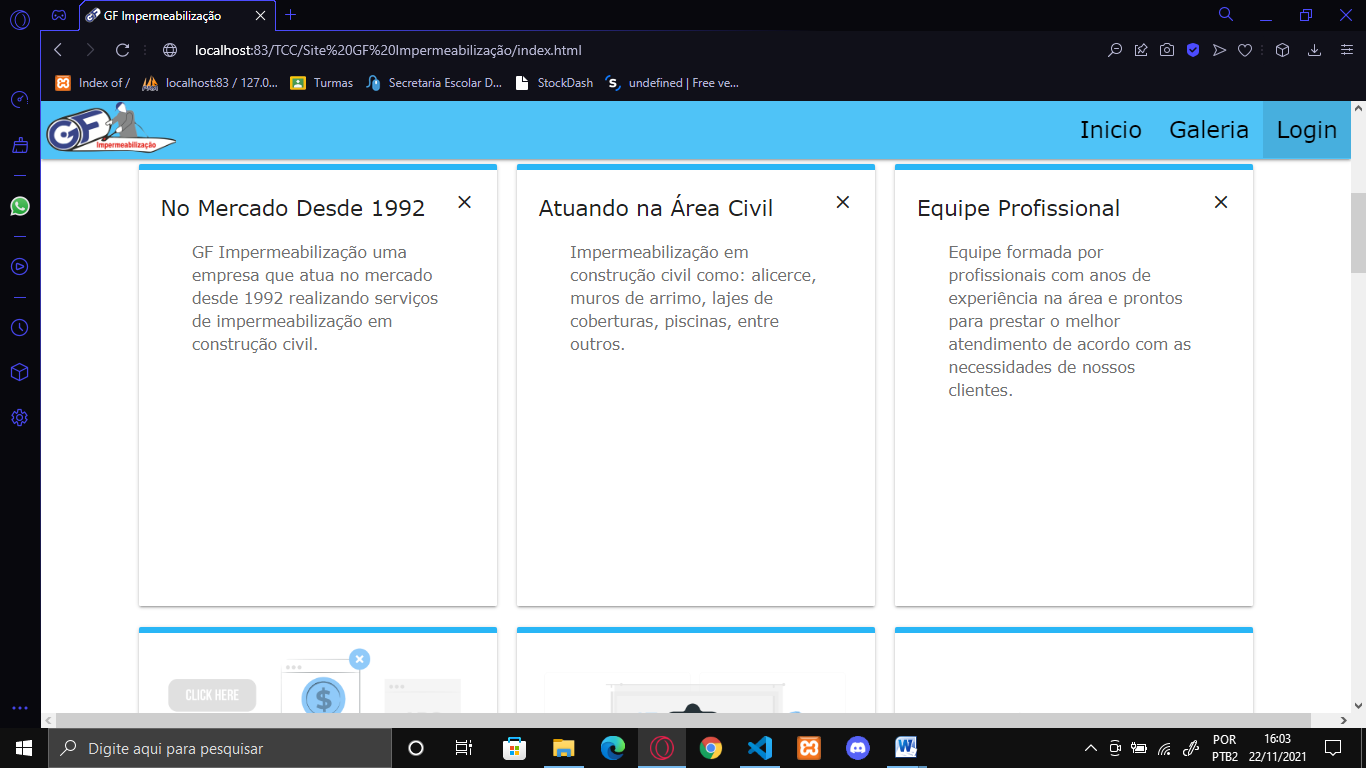 GF Impermeabilização
localhost:83/TCC/Site%20GF%20Impermeabilização/index.html
Index of /
localhost:83 / 127.0...
Turmas
Secretaria Escolar D...
StockDash
undefined | Free ve...
GF
Impermeabilização
Inicio
Galeria
Login
No Mercado Desde 1992
GF Impermeabilização uma
empresa que atua no mercado
desde 1992 realizando serviços
de impermeabilização em
construção civil.
Atuando na Área Civil
Impermeabilização em
construção civil como: alicerce,
muros de arrimo, lajes de
coberturas, piscinas, entre
outros.
Equipe Profissional
Equipe formada por
profissionais com anos de
experiência na área e prontos
para prestar o melhor
atendimento de acordo com as
necessidades de nossos
clientes.
CLICK HERE
$
Digite aqui para pesquisar
POR
PTB2
16:03
22/11/2021